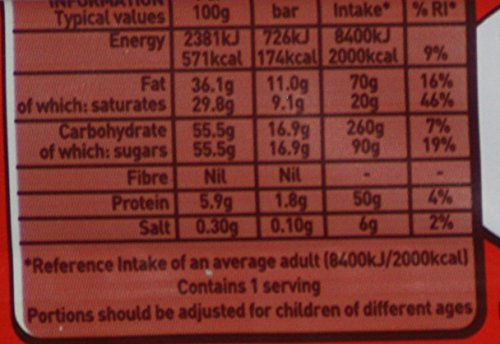 INFORMATION
Typical values 100g bar Intake* % RI*
Energy 2381kJ 726kJ 8400kJ
571kcal 174kcal 2000kcal 9%
Fat 36.1g 11.0g 70g 16%
of which: saturates 29.8g 9.1g 20g 46%
Carbohydrate 55.5g 16.9g 260g 7%
of which: sugars 55.5g 16.9g 90g 19%
Fibre Nil Nil - -
Protein 5.9g 1.8g 50g 4%
Salt 0.30g 0.10g 6g 2%
*Reference Intake of an average adult (8400kJ/2000kcal)
Contains 1 serving
Portions should be adjusted for children of different ages